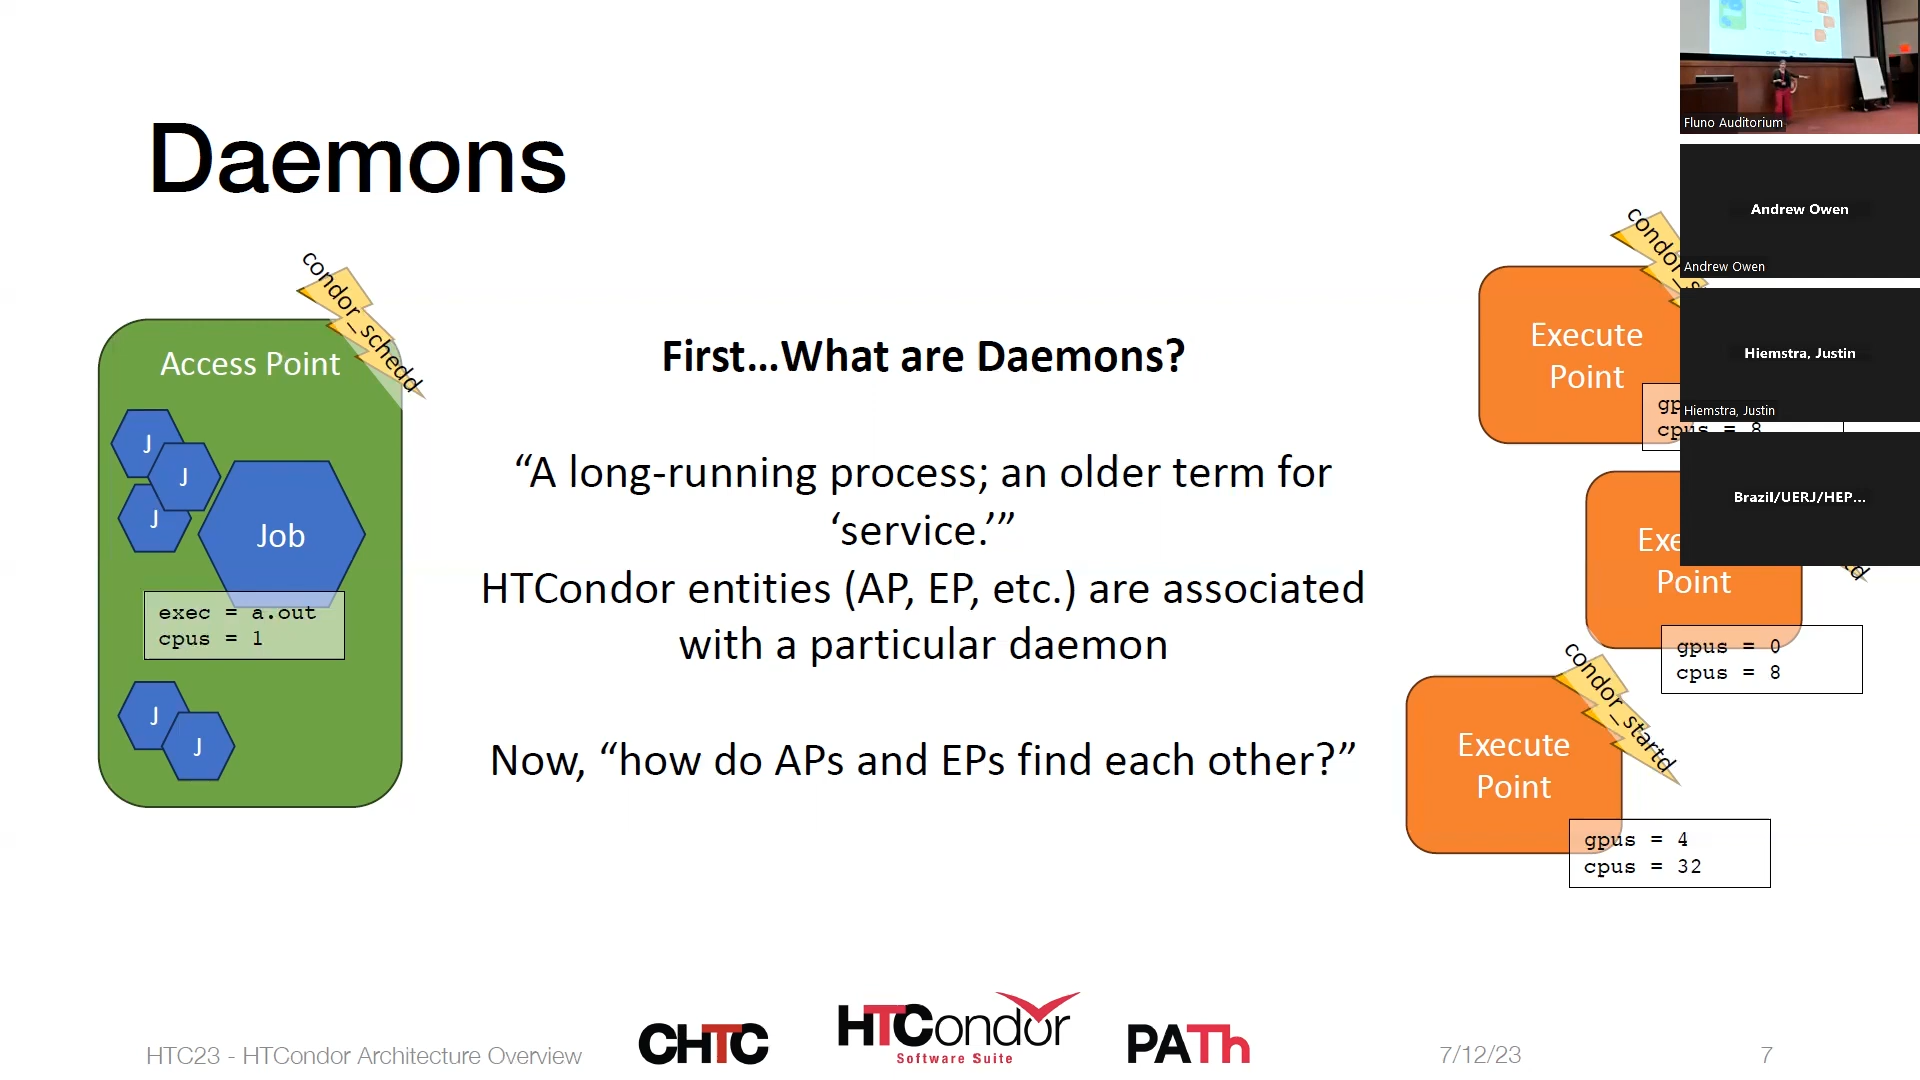 Daemons
condor_schedd
Access Point
J
J
J
Job
exec = a.out
cpus = 1
J
J
First...What are Daemons?
“A long-running process; an older term for
‘service.’”
HTCondor entities (AP, EP, etc.) are associated
with a particular daemon
Now, “how do APs and EPs find each other?”
Execute
Point
cpus = 8
Point
gpus = 0
cpus = 8
condor_startd
Execute
Point
gpus = 4
cpus = 32
Fluno Auditorium
Andrew Owen
Andrew Owen
Hiemstra, Justin
Hiemstra, Justin
Brazil/UERJ/HEP...
HTC23 - HTCondor Architecture Overview
CHTC
HTCondor
Software Suite
PATh
7/12/23
7